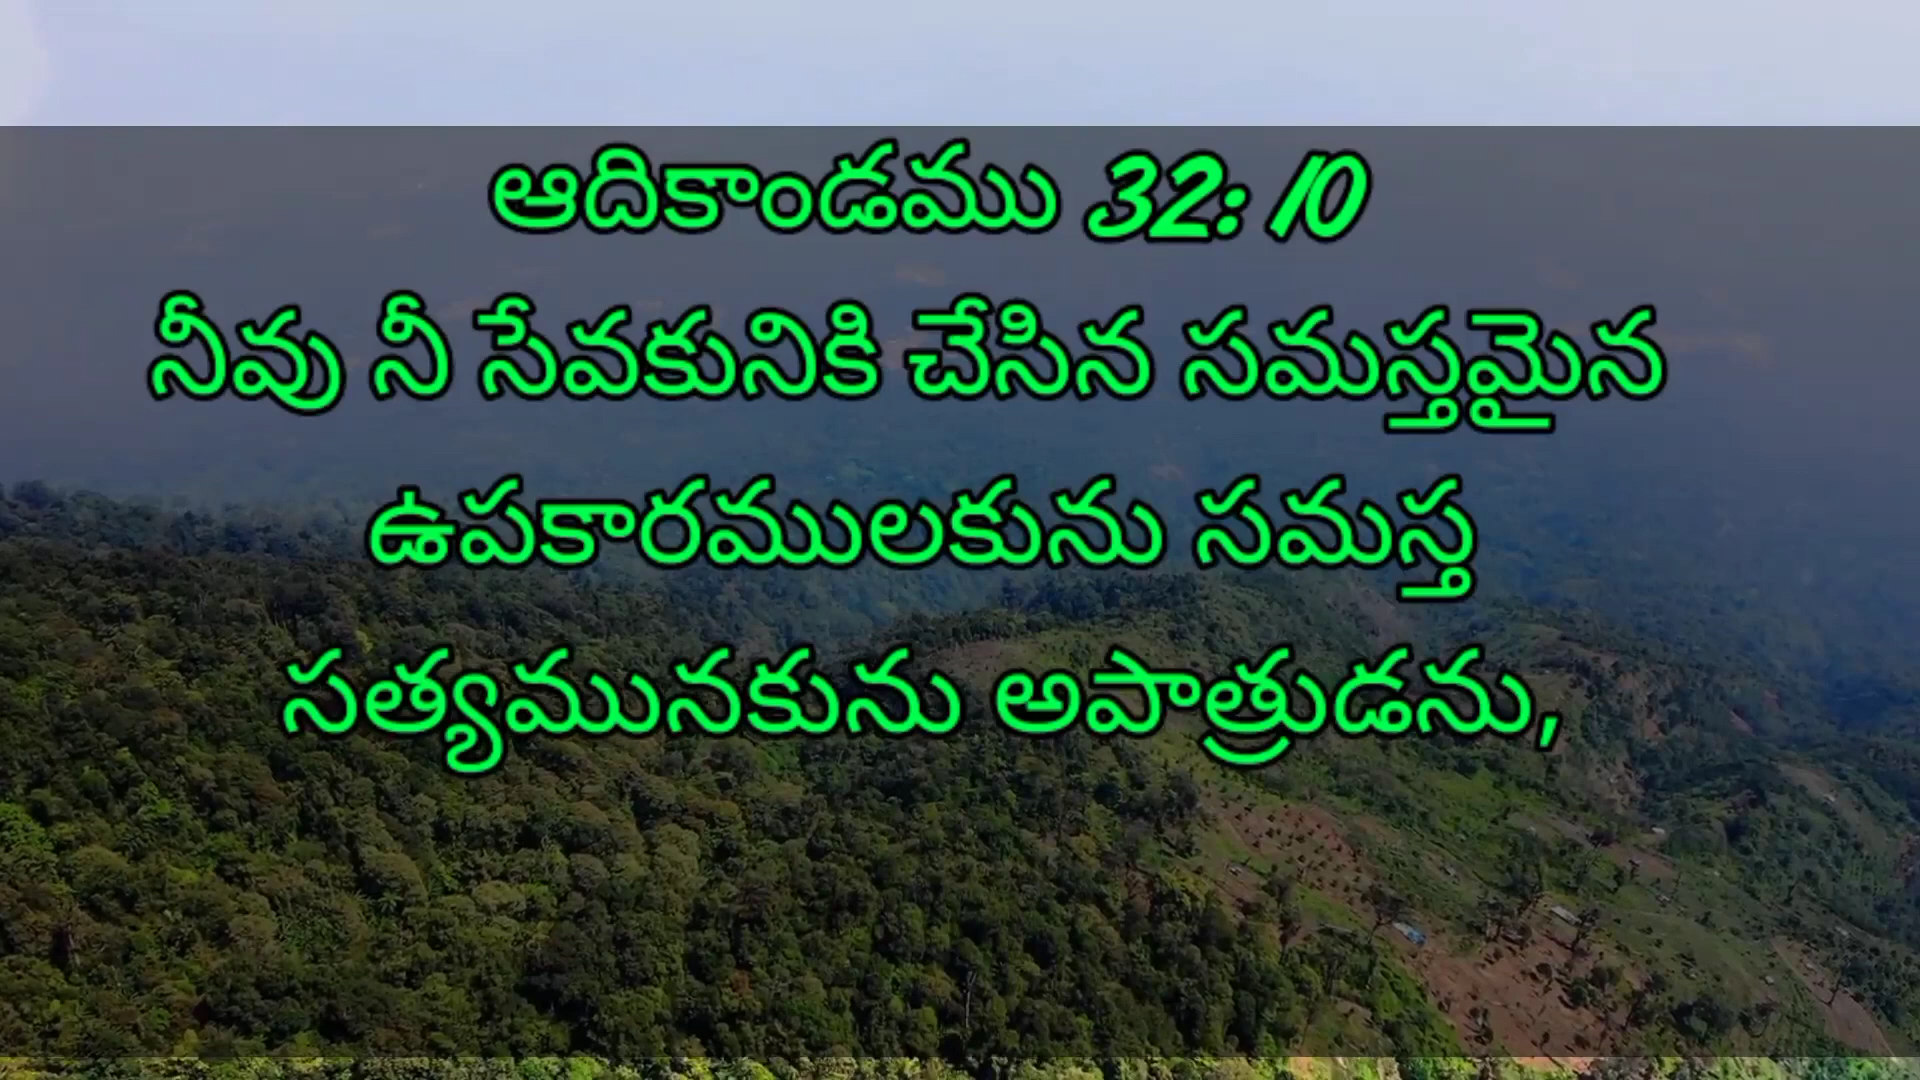 ఆదికాండము 32: 10
నీవు నీ సేవకునికి చేసిన సమస్తమైన
ఉపకారములకును సమస్త
సత్యమునకును అపాత్రుడను,